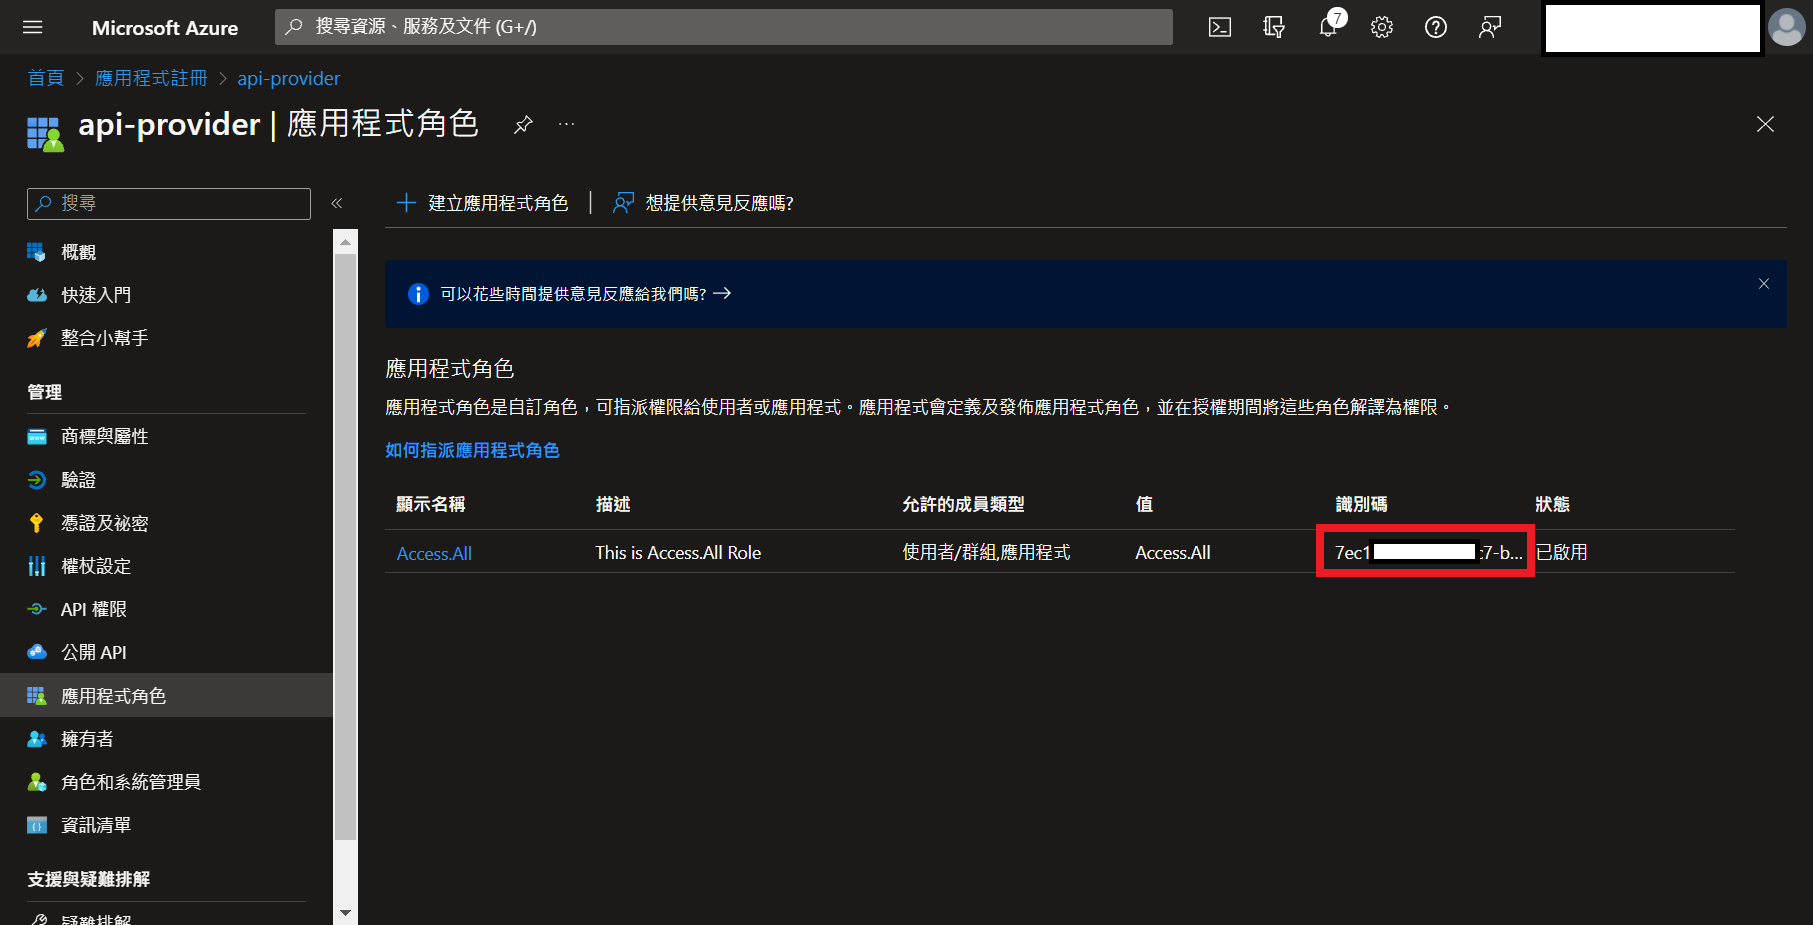 Microsoft Azure
搜尋資源、服務及文件 (G+/)
7
首頁 > 應用程式註冊 > api-provider
api-provider | 應用程式角色
搜尋
建立應用程式角色
想提供意見反應嗎?
概觀
快速入門
整合小幫手
管理
商標與屬性
驗證
憑證及祕密
權杖設定
API 權限
公開 API
應用程式角色
擁有者
角色和系統管理員
資訊清單
支援與疑難排解
疑難排解
可以花些時間提供意見反應給我們嗎?
應用程式角色
應用程式角色是自訂角色，可指派權限給使用者或應用程式。應用程式會定義及發佈應用程式角色，並在授權期間將這些角色解譯為權限。
如何指派應用程式角色
顯示名稱 描述 允許的成員類型 值 識別碼 狀態
Access.All This is Access.All Role 使用者/群組,應用程式 Access.All 7ec1 c7-b... 已啟用